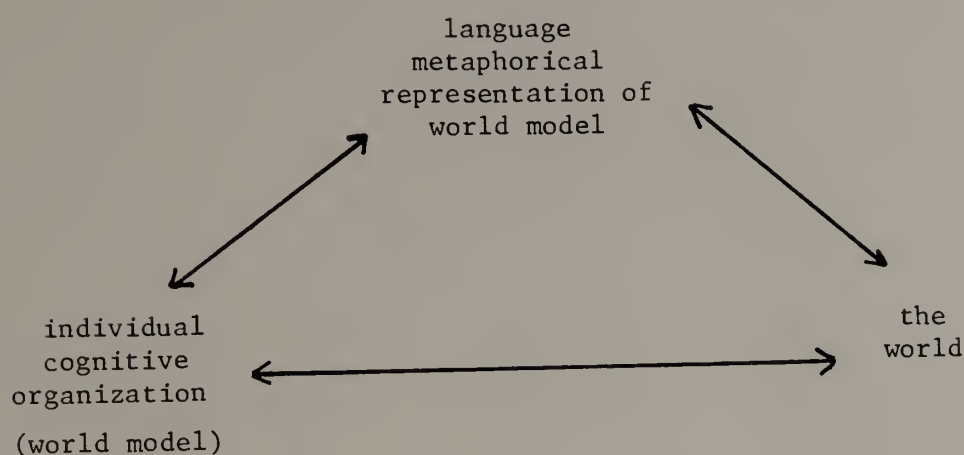 language
metaphorical
representation of
world model
individual
cognitive
organization
(world model)
the
world